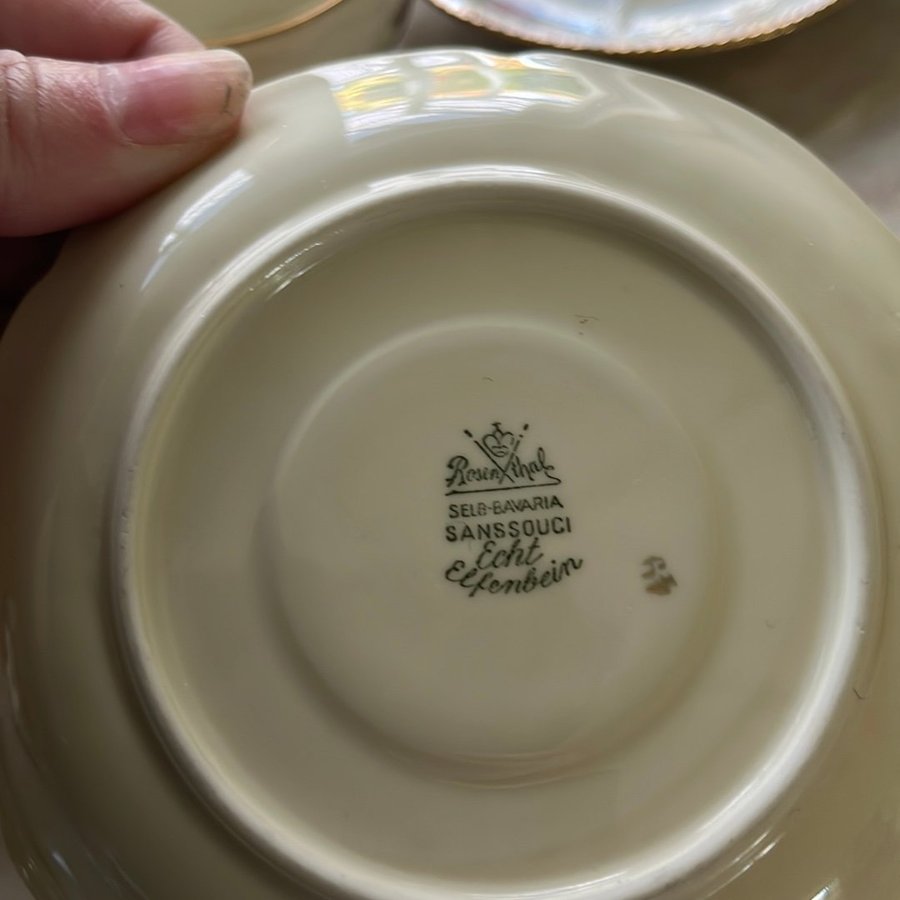 Rosenthal
SELB-BAVARIA
SANSSOUCI
Echt
Elfenbein